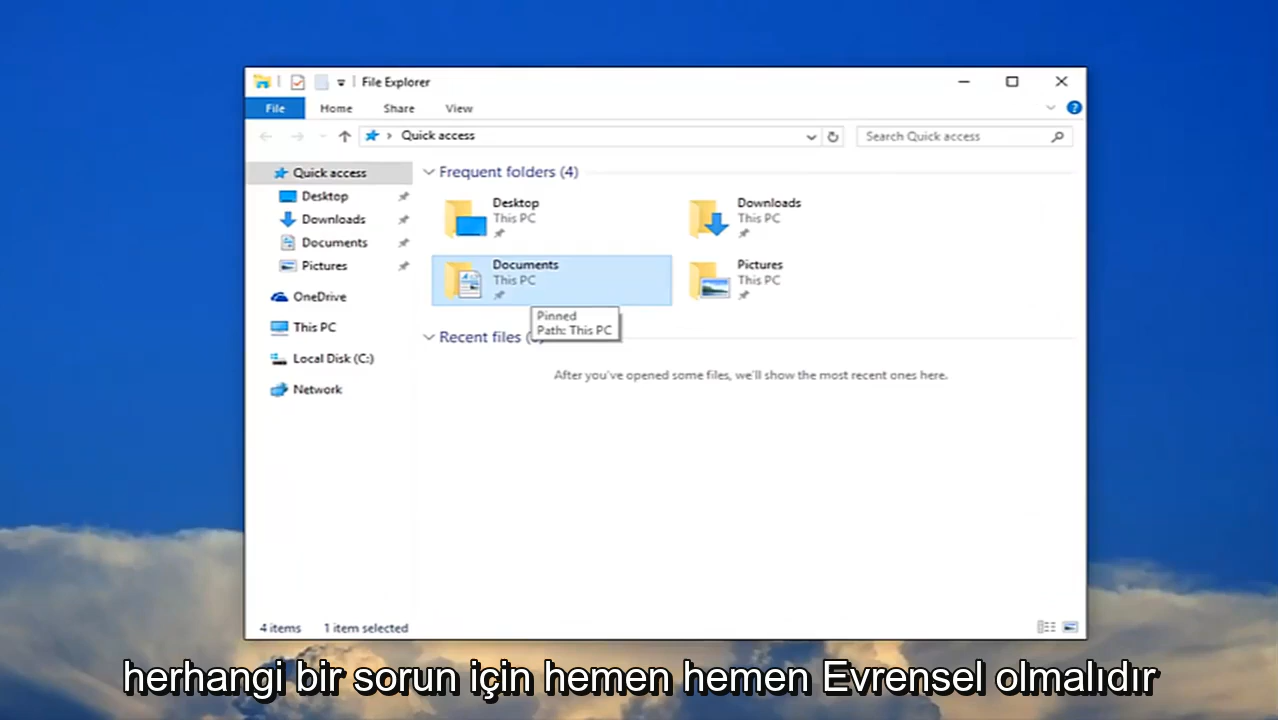 File Explorer
File Home Share View
Quick access
Search Quick access
Quick access
Desktop
Downloads
Documents
Pictures
OneDrive
This PC
Local Disk (C:)
Network
Frequent folders (4)
Desktop
This PC
Downloads
This PC
Documents
This PC
Pictures
This PC
Pinned
Path: This PC
Recent files
After you've opened some files, we'll show the most recent ones here.
4 items 1 item selected
herhangi bir sorun için hemen hemen Evrensel olmalıdır